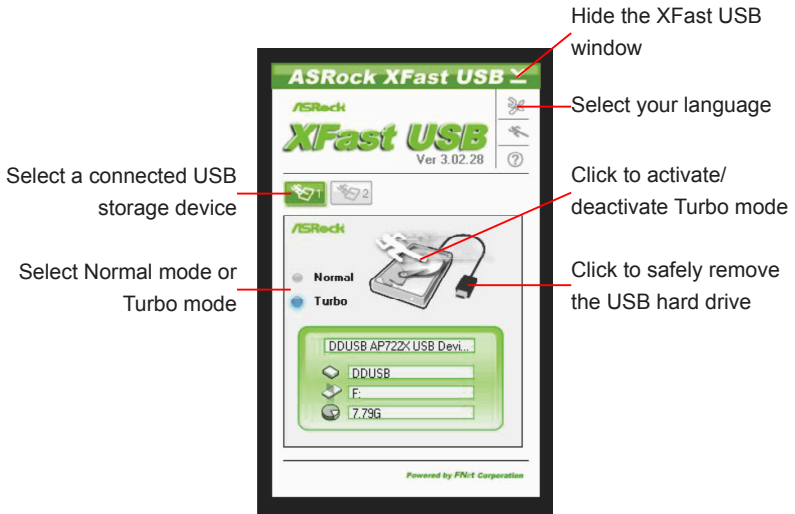 Hide the XFast USB
window
ASRock XFast USB
Select your language
ASRock
XFast USB
Ver 3.02.28
Select a connected USB
storage device
1
2
Click to activate/
deactivate Turbo mode
ASRock
Select Normal mode or
Turbo mode
Normal
Turbo
Click to safely remove
the USB hard drive
DDUSB AP72ZX USB Devi...
DDUSB
F:
7.79G
Powered by FNet Corporation